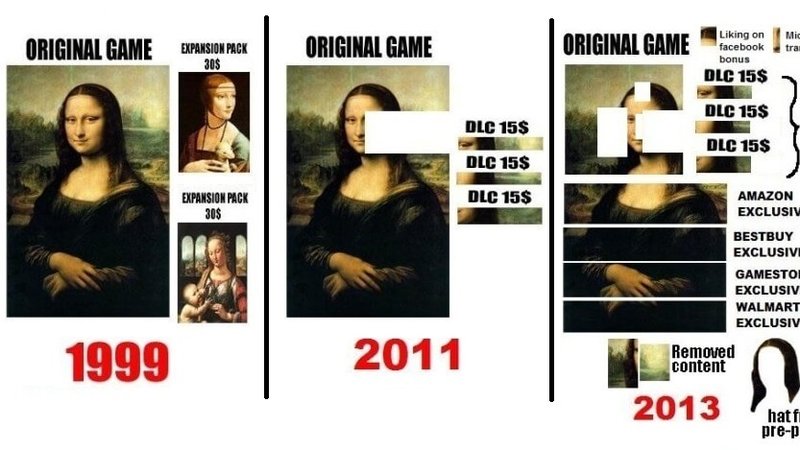 ORIGINAL GAME
EXPANSION PACK
30$
EXPANSION PACK
30$
1999
ORIGINAL GAME
DLC 15$
DLC 15$
DLC 15$
2011
ORIGINAL GAME
Liking on
facebook
bonus
DLC 15$
DLC 15$
DLC 15$
AMAZON
BESTBUY
WALMART
Removed
content
hat
2013